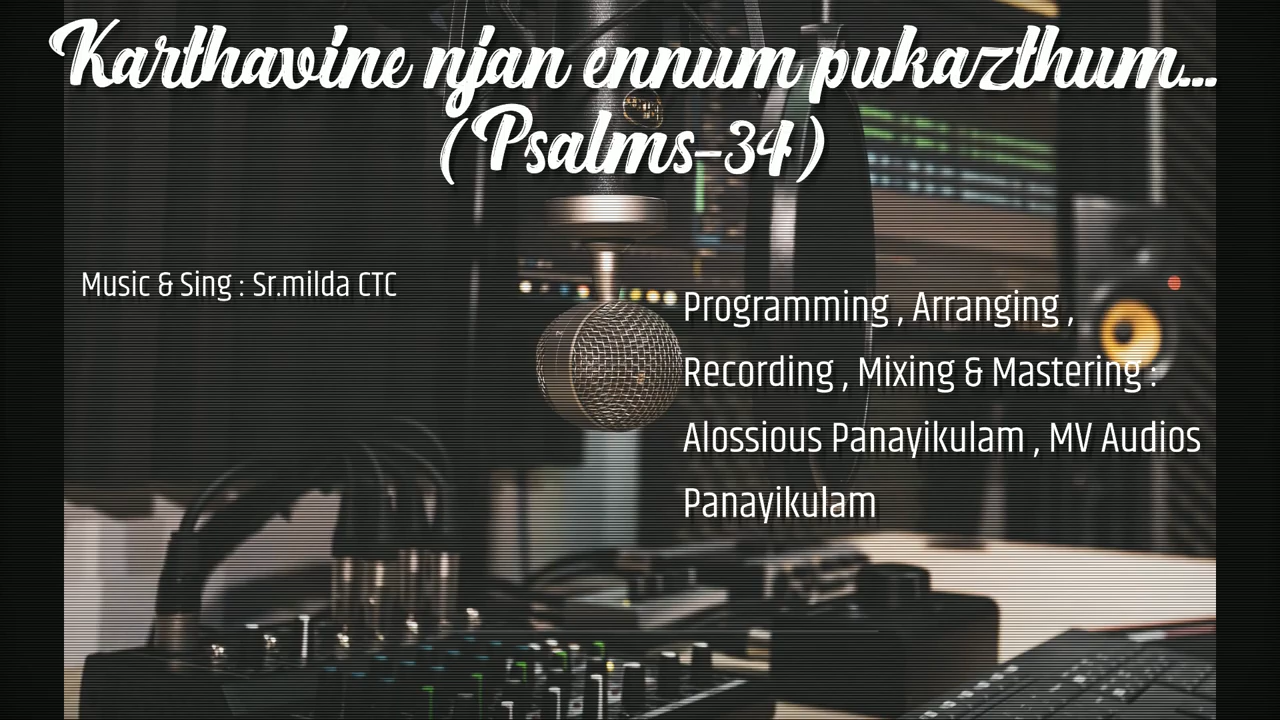 Karthavine njan ennum pukazthum...
(Psalms-34)
Music & Sing : Sr.milda CTC
Programming , Arranging ,
Recording , Mixing & Mastering :
Alossious Panayikulam , MV Audios
Panayikulam